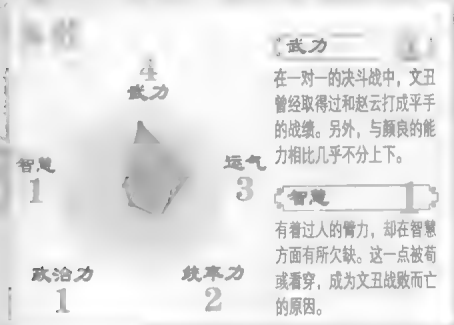 4
武力
智慧
1
运气
3
政治力
1
歧率力
2
武力
在一对一的决斗战中，文丑
曾经取得过和赵云打成平手
的战绩。另外，与颜良的能
力相比几乎不分上下。
智慧 1
有着过人的膂力，却在智慧
方面有所欠缺。这一点被荀
或看穿，成为文丑战败而亡
的原因。